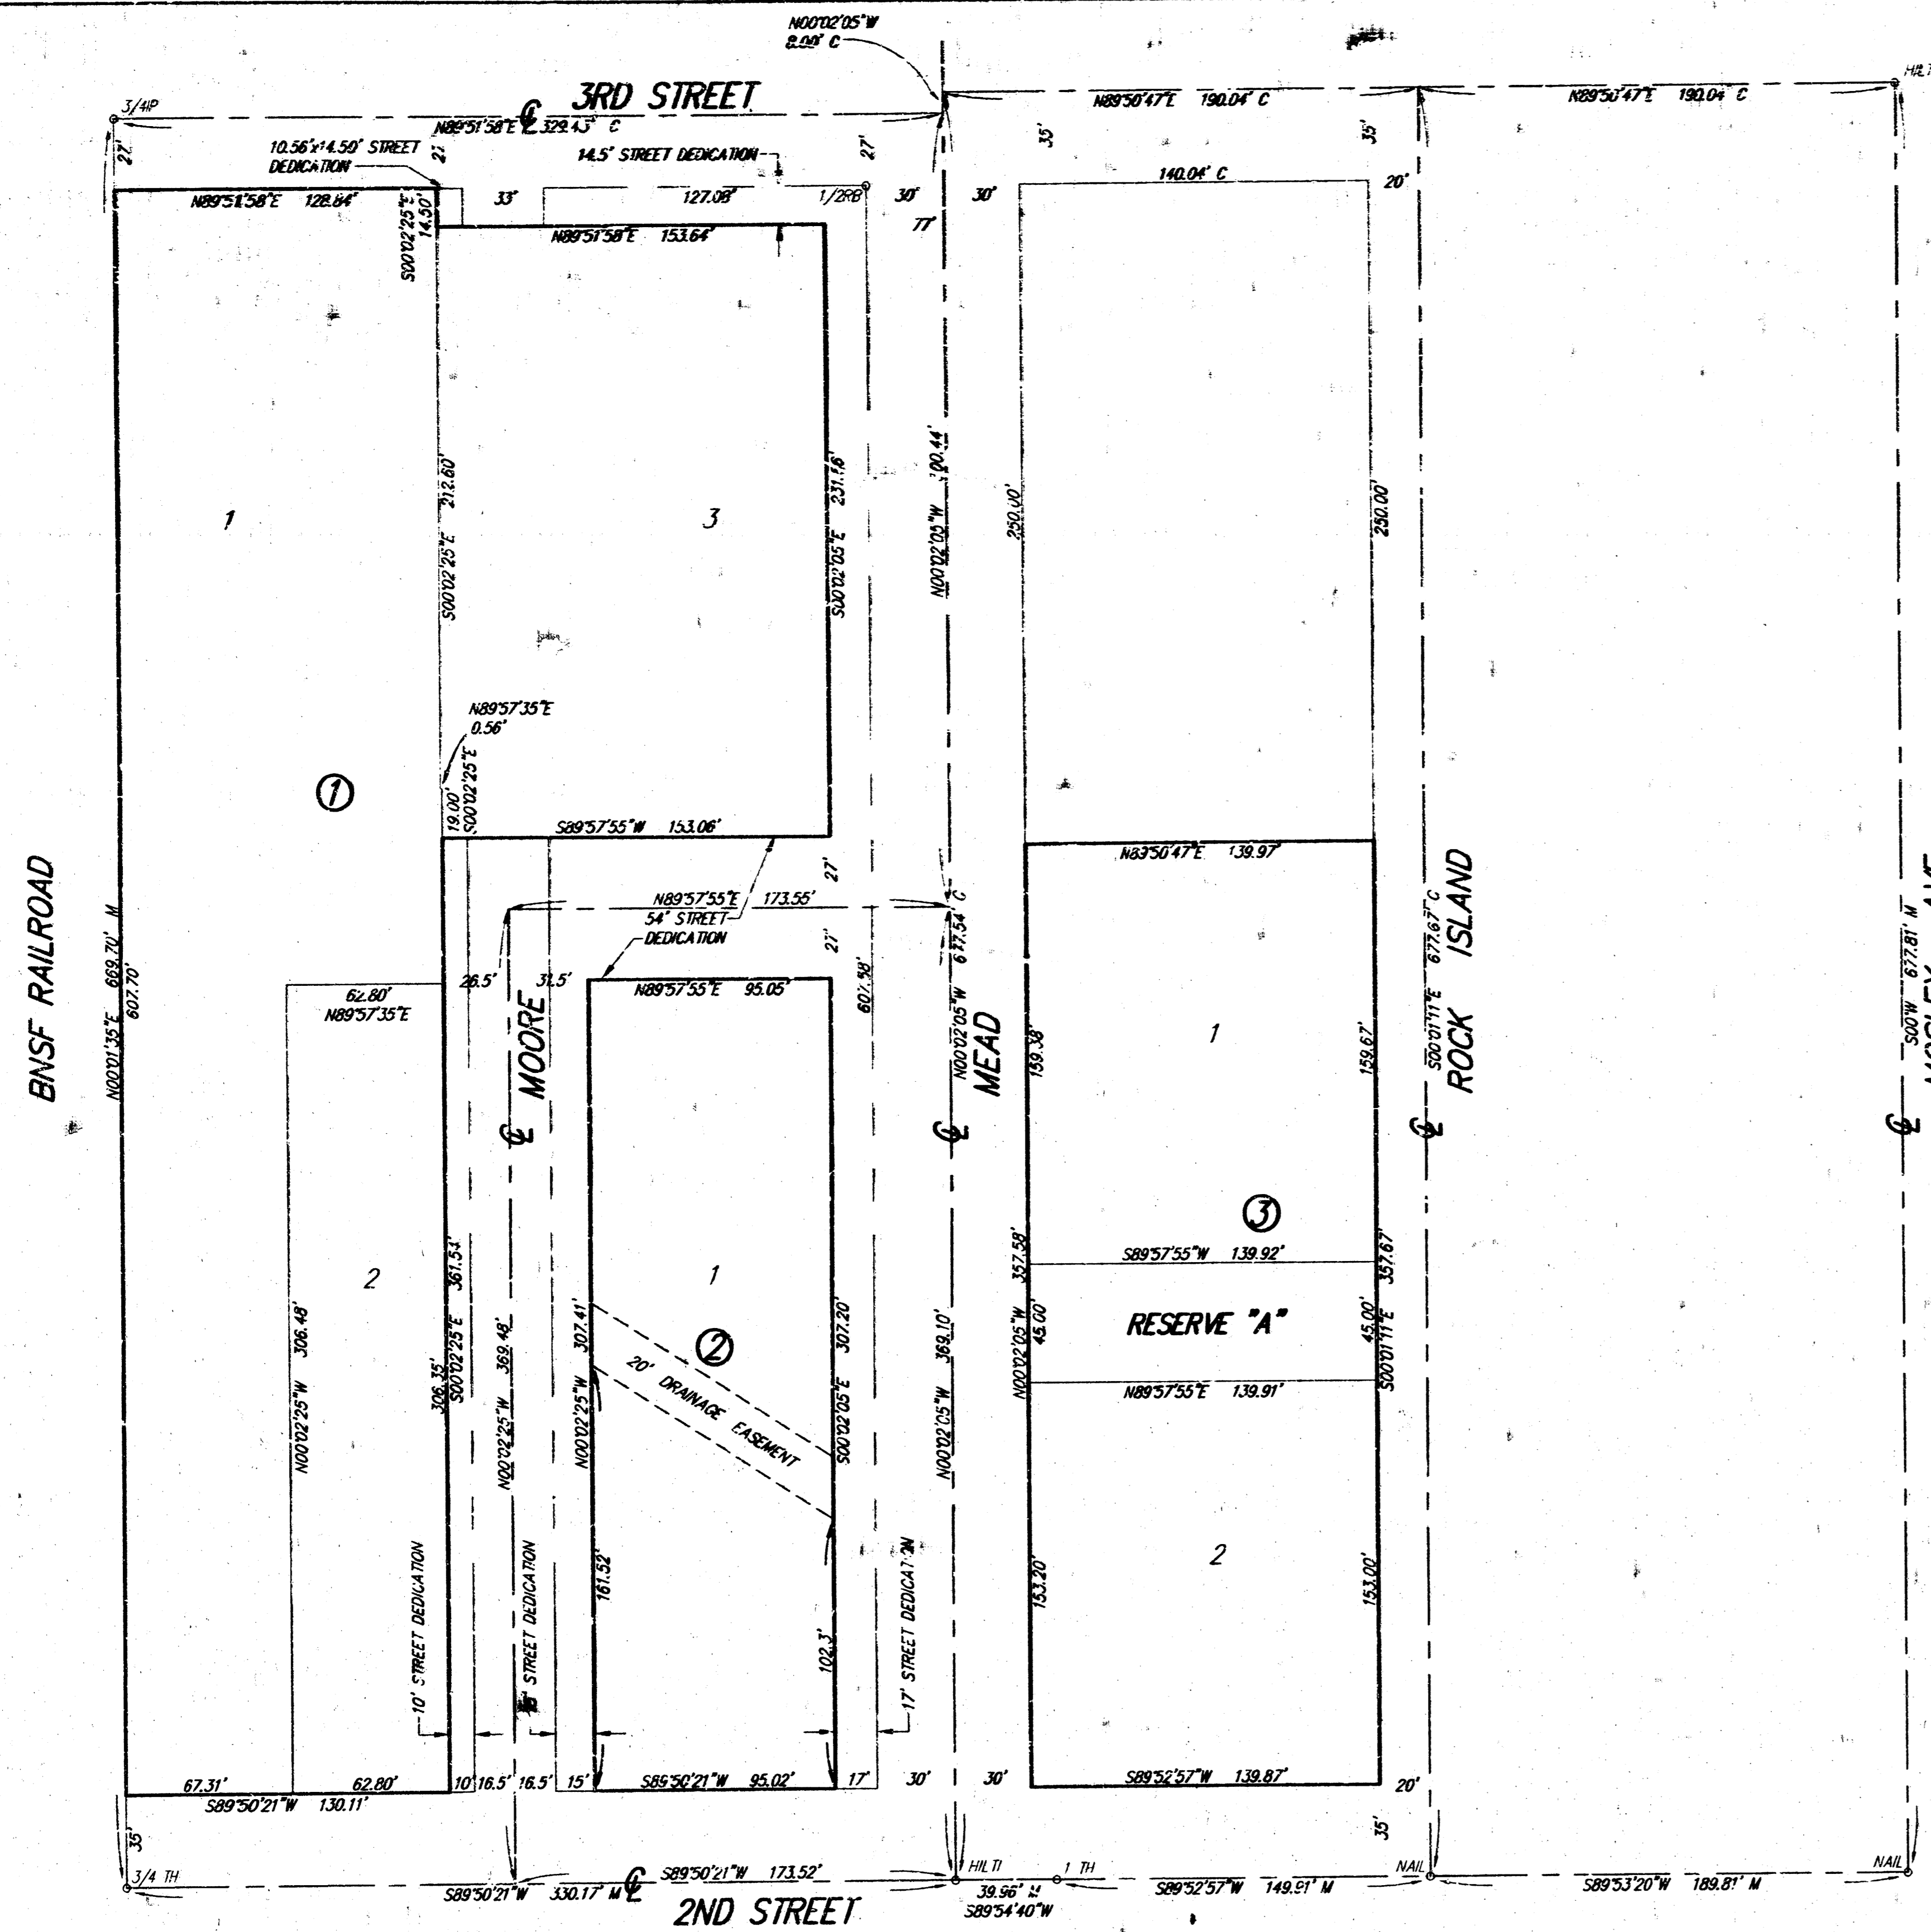 N00°02'05"W
8.00' C
3RD STREET
3/4IP
N89°51'58"E 329.43' C
N89°50'47"E 190.04' C
N89°50'47"E 190.04' C
27'
10.56'x14.50' STREET
DEDICATION
27'
14.5' STREET DEDICATION
27'
35'
35'
140.04' C
20'
N89°51'58"E 128.84'
33'
127.08'
1/2RB
30'
30'
77'
S00°02'25"E
14.50'
N89°51'58"E 153.64'
1
3
S00°02'25"E 212.60'
S00°02'05"E 231.16'
N00°02'05"W
250.00'
250.00'
N89°57'35"E
0.56'
19.00'
S00°02'25"E
1
S89°57'55"W 153.06'
27'
N89°50'47"E 139.97'
N89°57'55"E 173.55'
54' STREET
DEDICATION
27'
BNSF RAILROAD
N00°01'35"E 669.70' M
607.70'
62.80'
N89°57'35"E
26.5'
31.5'
N89°57'55"E 95.05'
607.58'
MOORE
N00°02'05"W 677.54' C
MEAD
159.38'
1
159.67'
S00°01'11"E 677.67' C
ROCK ISLAND
S00°W 677.81' M
3
S89°57'55"W 139.92'
2
N00°02'25"W 306.48'
306.35'
S00°02'25"E 361.54'
N00°02'25"W 369.48'
N00°02'25"W 307.41'
1
2
20' DRAINAGE EASEMENT
S00°02'05"E 307.20'
N00°02'05"W 369.10'
N00°02'05"W 357.58'
45.00'
RESERVE "A"
45.00'
S00°01'11"E 357.67'
N89°57'55"E 139.91'
10' STREET DEDICATION
STREET DEDICATION
161.52'
102.3'
17' STREET DEDICATION
153.20'
2
153.00'
67.31'
62.80'
10'
16.5'
16.5'
15'
S89°50'21"W 95.02'
17'
30'
30'
S89°52'57"W 139.87'
20'
S89°50'21"W 130.11'
35'
35'
3/4 TH
S89°50'21"W 173.52'
HILTI
1 TH
NAIL
NAIL
S89°50'21"W 330.17' M
39.96' M
S89°54'40"W
S89°52'57"W 149.91' M
S89°53'20"W 189.81' M
2ND STREET